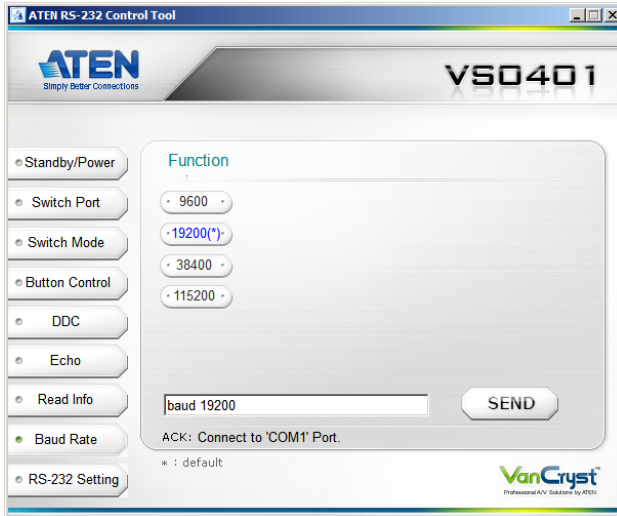 ATEN RS-232 Control Tool
ATEN
Simply Better Connections
VS0401
Standby/Power
Switch Port
Switch Mode
Button Control
DDC
Echo
Read Info
Baud Rate
RS-232 Setting
Function
9600
19200(*)
38400
115200
baud 19200
SEND
ACK: Connect to 'COM1' Port.
* : default
VanCryst™
Professional A/V Solutions by ATEN